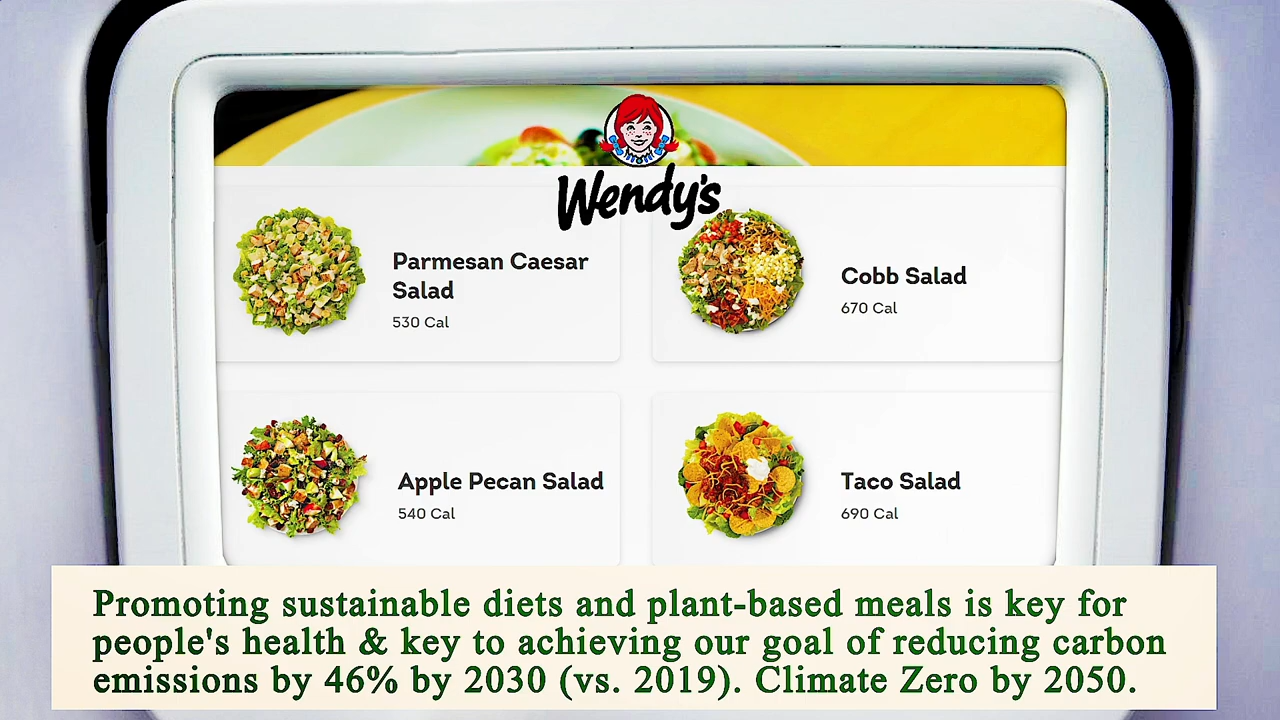 Wendy's
Parmesan Caesar
Salad
530 Cal
Cobb Salad
670 Cal
Apple Pecan Salad
540 Cal
Taco Salad
690 Cal
Promoting sustainable diets and plant-based meals is key for
people's health & key to achieving our goal of reducing carbon
emissions by 46% by 2030 (vs. 2019). Climate Zero by 2050.